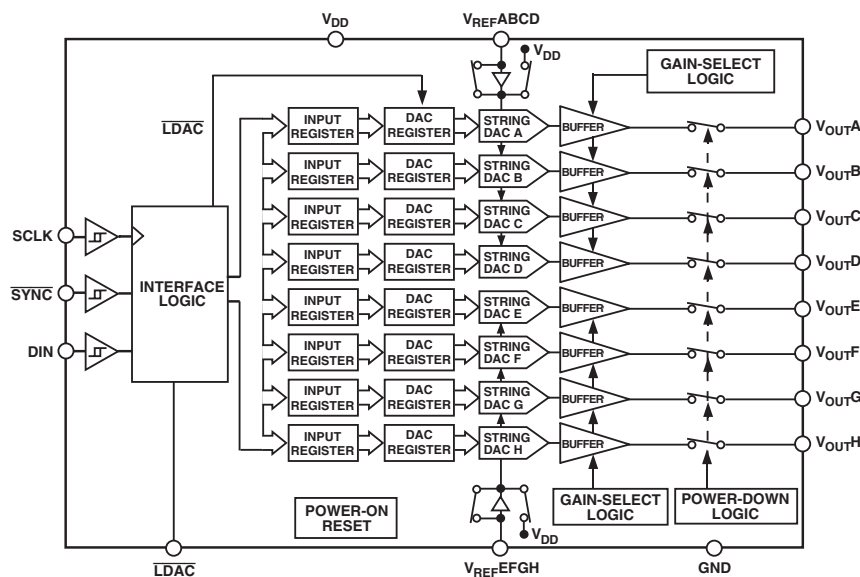 VDD
VREFABCD
VDD
GAIN-SELECT
LOGIC
LDAC
INPUT
REGISTER
DAC
REGISTER
STRING
DAC A
BUFFER
VOUTA
INPUT
REGISTER
DAC
REGISTER
STRING
DAC B
BUFFER
VOUTB
INPUT
REGISTER
DAC
REGISTER
STRING
DAC C
BUFFER
VOUTC
SCLK
INPUT
REGISTER
DAC
REGISTER
STRING
DAC D
BUFFER
VOUTD
SYNC
INTERFACE
LOGIC
INPUT
REGISTER
DAC
REGISTER
STRING
DAC E
BUFFER
VOUTE
DIN
INPUT
REGISTER
DAC
REGISTER
STRING
DAC F
BUFFER
VOUTF
INPUT
REGISTER
DAC
REGISTER
STRING
DAC G
BUFFER
VOUTG
INPUT
REGISTER
DAC
REGISTER
STRING
DAC H
BUFFER
VOUTH
POWER-ON
RESET
VDD
GAIN-SELECT
LOGIC
POWER-DOWN
LOGIC
LDAC
VREFEFGH
GND